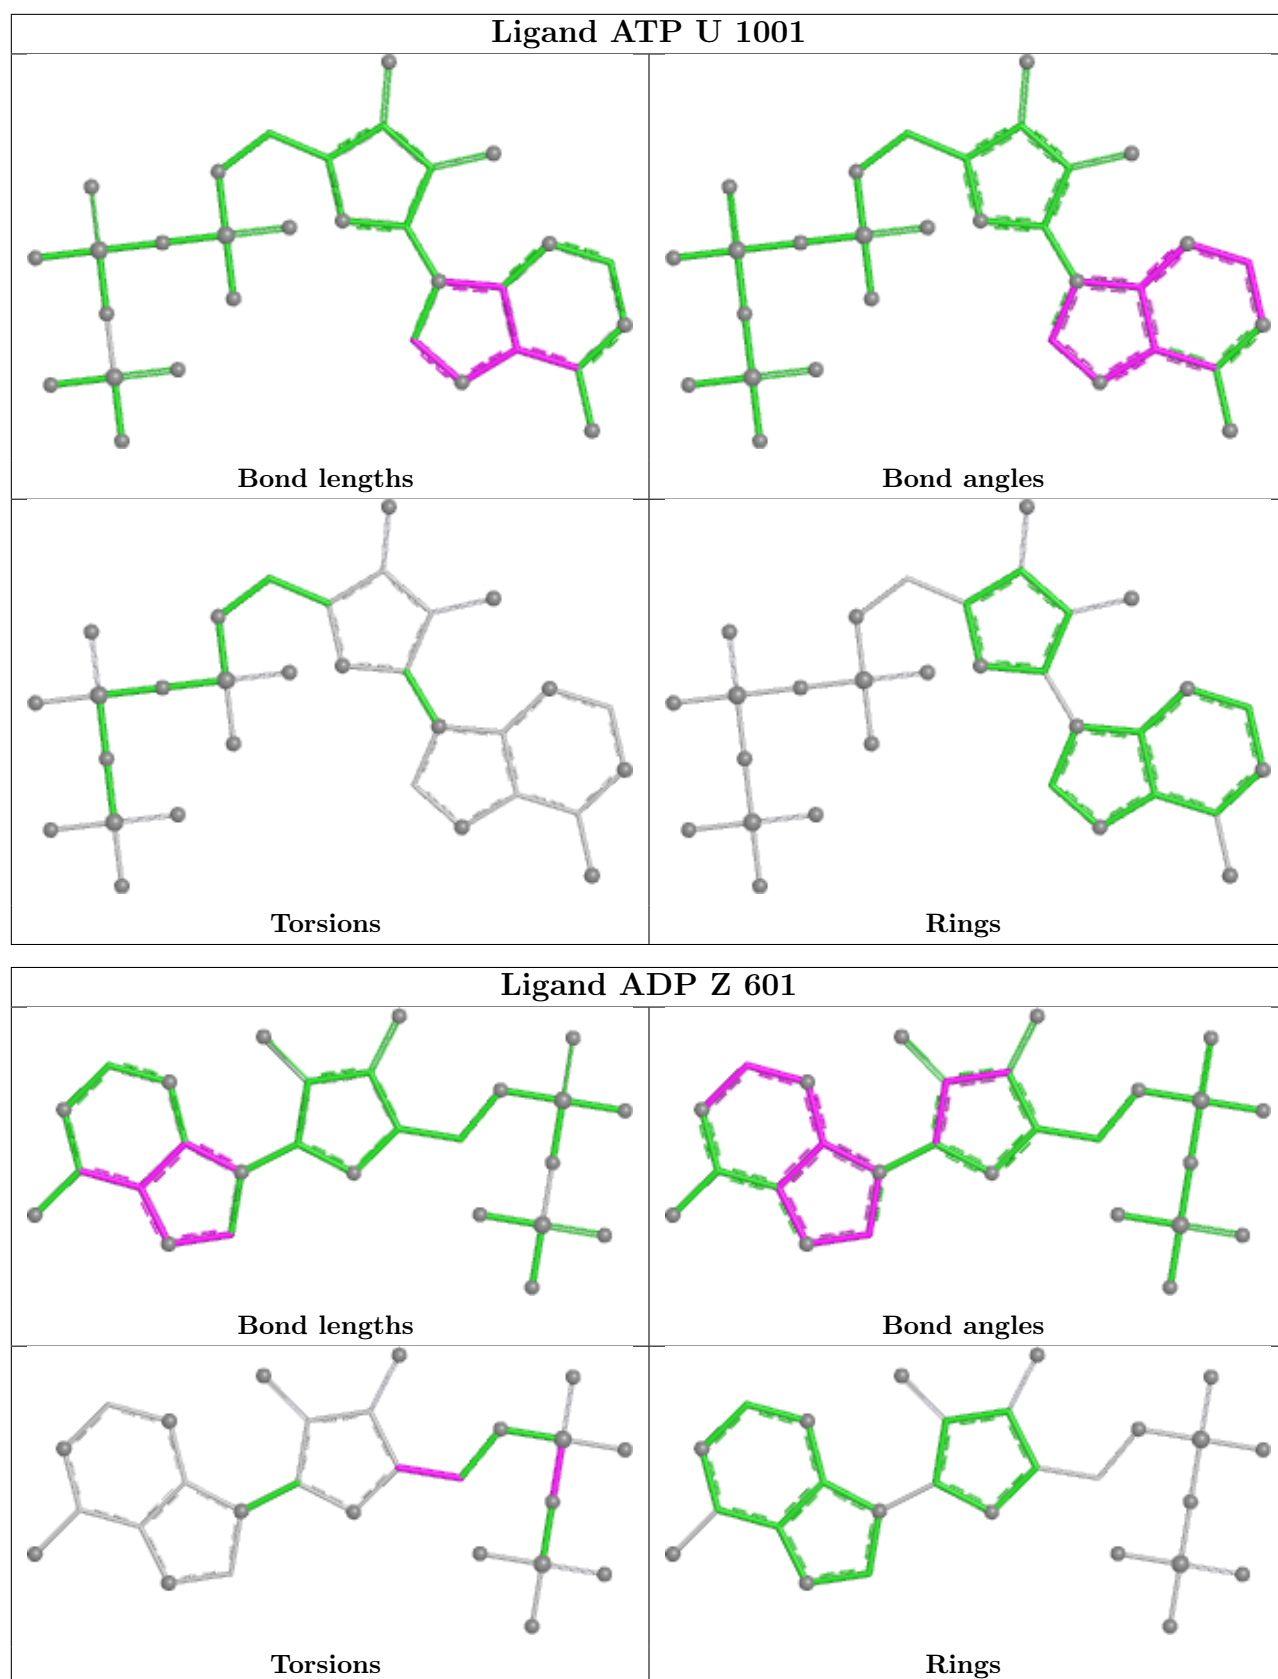 Ligand ATP U 1001
Bond lengths
Bond angles
Torsions
Rings
Ligand ADP Z 601
Bond lengths
Bond angles
Torsions
Rings